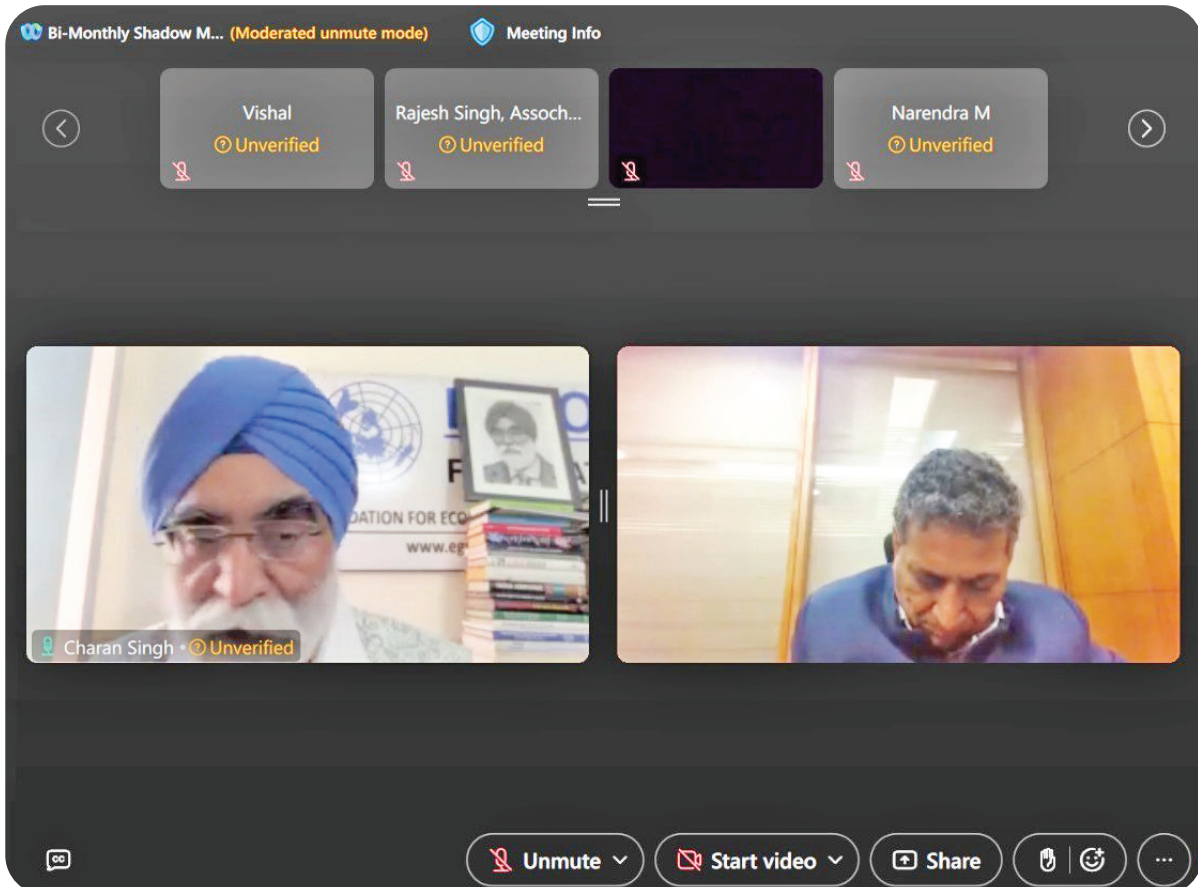 Bi-Monthly Shadow M... (Moderated unmute mode) Meeting Info
Vishal
Unverified
Rajesh Singh, Assoch...
Unverified
Narendra M
Unverified
DATION FOR ECO
www.eg
Charan Singh • Unverified
CC
Unmute
Start video
Share